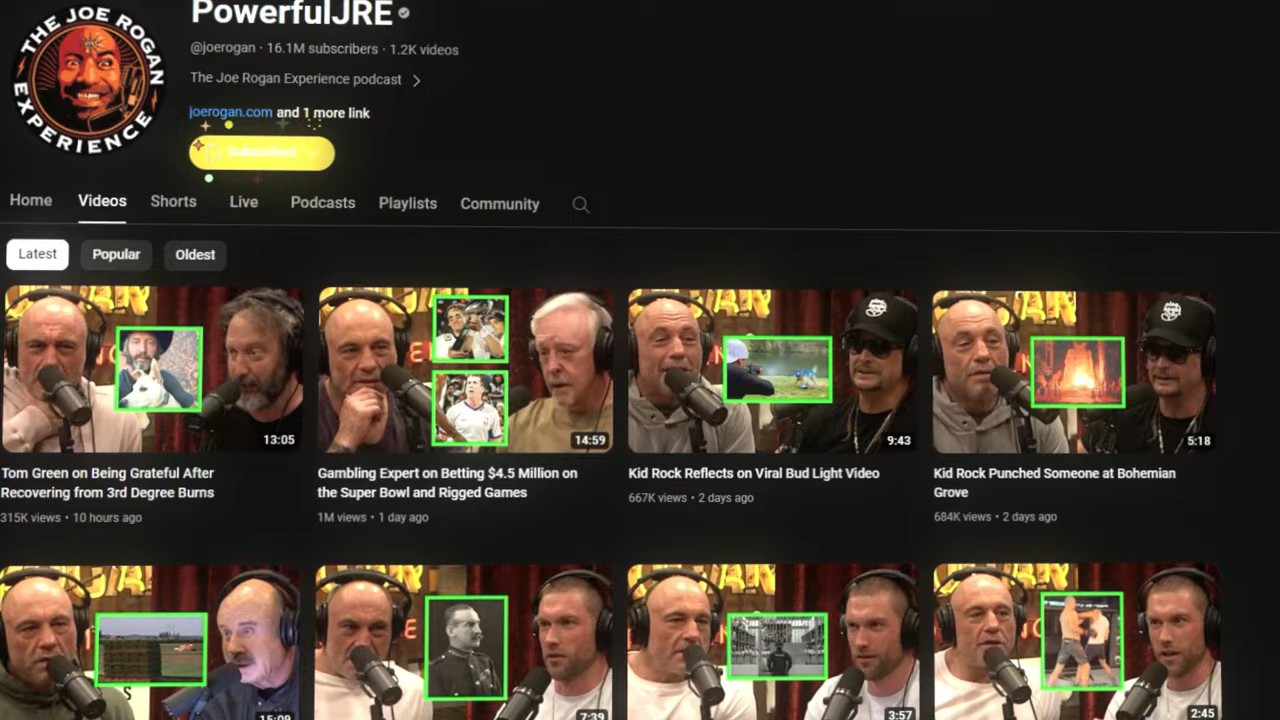 THE JOE ROGAN EXPERIENCE
PowerfulJRE
@joerogan · 16.1M subscribers · 1.2K videos
The Joe Rogan Experience podcast
joerogan.com and 1 more link
Subscribed
Home Videos Shorts Live Podcasts Playlists Community
Latest Popular Oldest
13:05
14:59
9:43
5:18
Tom Green on Being Grateful After
Recovering from 3rd Degree Burns
315K views • 10 hours ago
Gambling Expert on Betting $4.5 Million on
the Super Bowl and Rigged Games
1M views • 1 day ago
Kid Rock Reflects on Viral Bud Light Video
667K views • 2 days ago
Kid Rock Punched Someone at Bohemian
Grove
684K views • 2 days ago
15:09
7:39
3:57
2:45